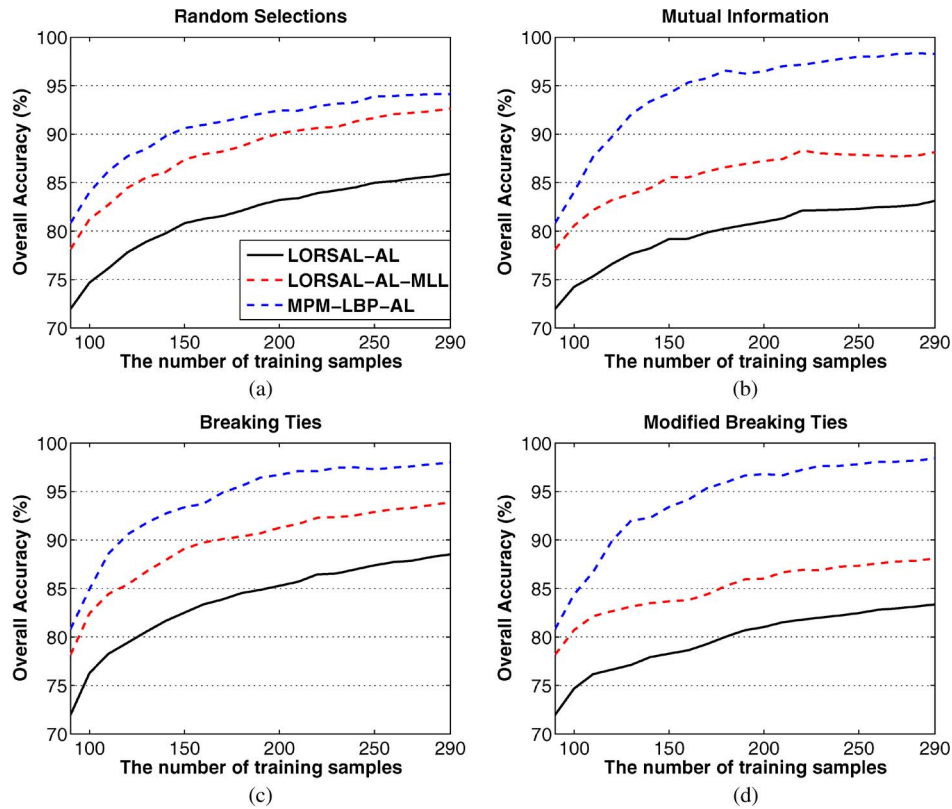 Random Selections
Overall Accuracy (%)
100
95
90
85
80
75
70
LORSAL-AL
LORSAL-AL-MLL
MPM-LBP-AL
100 150 200 250 290
The number of training samples
(a)
Mutual Information
Overall Accuracy (%)
100
95
90
85
80
75
70
100 150 200 250 290
The number of training samples
(b)
Breaking Ties
Overall Accuracy (%)
100
95
90
85
80
75
70
100 150 200 250 290
The number of training samples
(c)
Modified Breaking Ties
Overall Accuracy (%)
100
95
90
85
80
75
70
100 150 200 250 290
The number of training samples
(d)